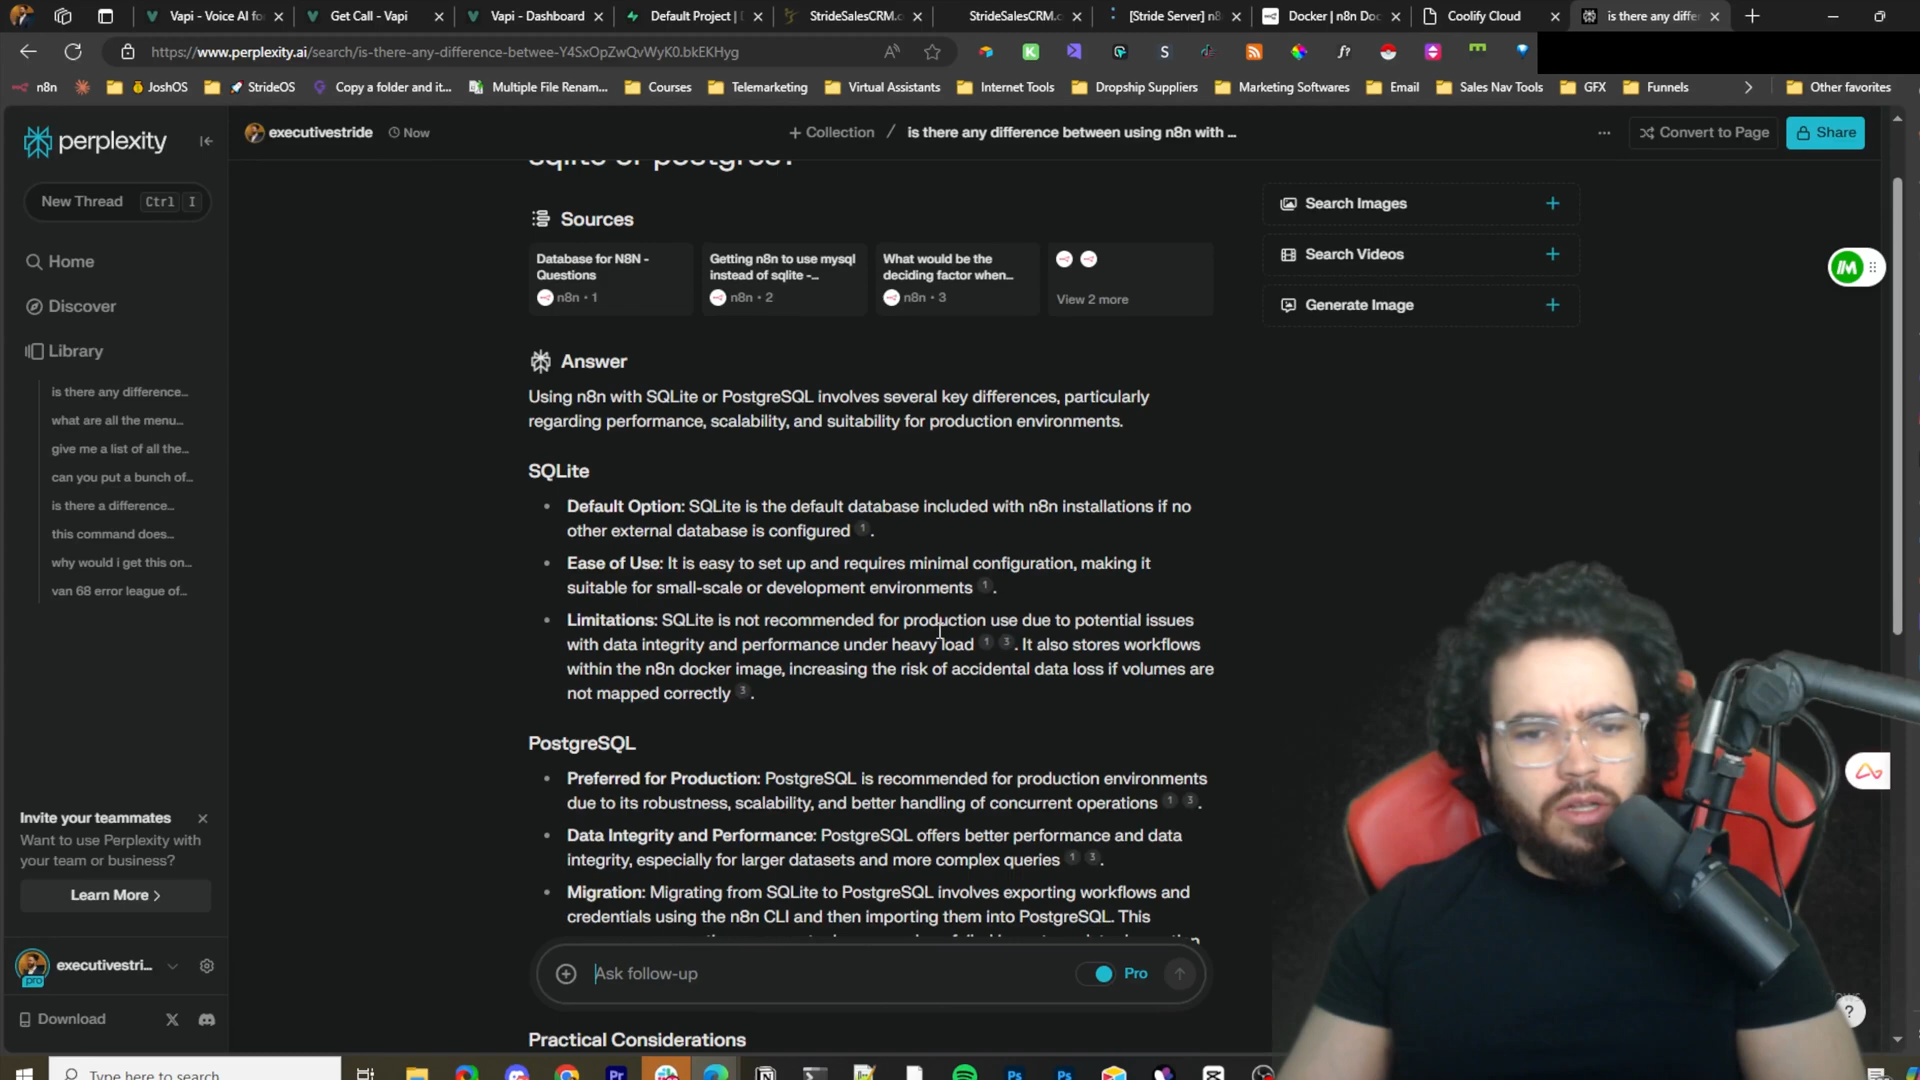 Vapi - Voice AI fo
Get Call - Vapi
Vapi - Dashboard
Default Project | D
StrideSalesCRM.c
StrideSalesCRM.c
[Stride Server] n8
Docker | n8n Doc
Coolify Cloud
is there any differ
https://www.perplexity.ai/search/is-there-any-difference-betwee-Y4SxOpZwQvWyK0.bkEKHyg
n8n
JoshOS
StrideOS
Copy a folder and it...
Multiple File Renam...
Courses
Telemarketing
Virtual Assistants
Internet Tools
Dropship Suppliers
Marketing Softwares
Email
Sales Nav Tools
GFX
Funnels
Other favorites
perplexity
New Thread
Ctrl
I
Home
Discover
Library
is there any difference...
what are all the menu...
give me a list of all the...
can you put a bunch of...
is there a difference...
this command does...
why would i get this on...
van 68 error league of...
Invite your teammates
Want to use Perplexity with
your team or business?
Learn More
executivestri...
pro
Download
executivestride
Now
+ Collection / is there any difference between using n8n with ...
Convert to Page
Share
sqlite or postgres?
Sources
Database for N8N -
Questions
n8n • 1
Getting n8n to use mysql
instead of sqlite -...
n8n • 2
What would be the
deciding factor when...
n8n • 3
View 2 more
Search Images
Search Videos
Generate Image
Answer
Using n8n with SQLite or PostgreSQL involves several key differences, particularly
regarding performance, scalability, and suitability for production environments.
SQLite
• Default Option: SQLite is the default database included with n8n installations if no
other external database is configured 1.
• Ease of Use: It is easy to set up and requires minimal configuration, making it
suitable for small-scale or development environments 1.
• Limitations: SQLite is not recommended for production use due to potential issues
with data integrity and performance under heavy load 1 3. It also stores workflows
within the n8n docker image, increasing the risk of accidental data loss if volumes are
not mapped correctly 3.
PostgreSQL
• Preferred for Production: PostgreSQL is recommended for production environments
due to its robustness, scalability, and better handling of concurrent operations 1 3.
• Data Integrity and Performance: PostgreSQL offers better performance and data
integrity, especially for larger datasets and more complex queries 1 3.
• Migration: Migrating from SQLite to PostgreSQL involves exporting workflows and
credentials using the n8n CLI and then importing them into PostgreSQL. This
Ask follow-up
Pro
Practical Considerations
Type here to search